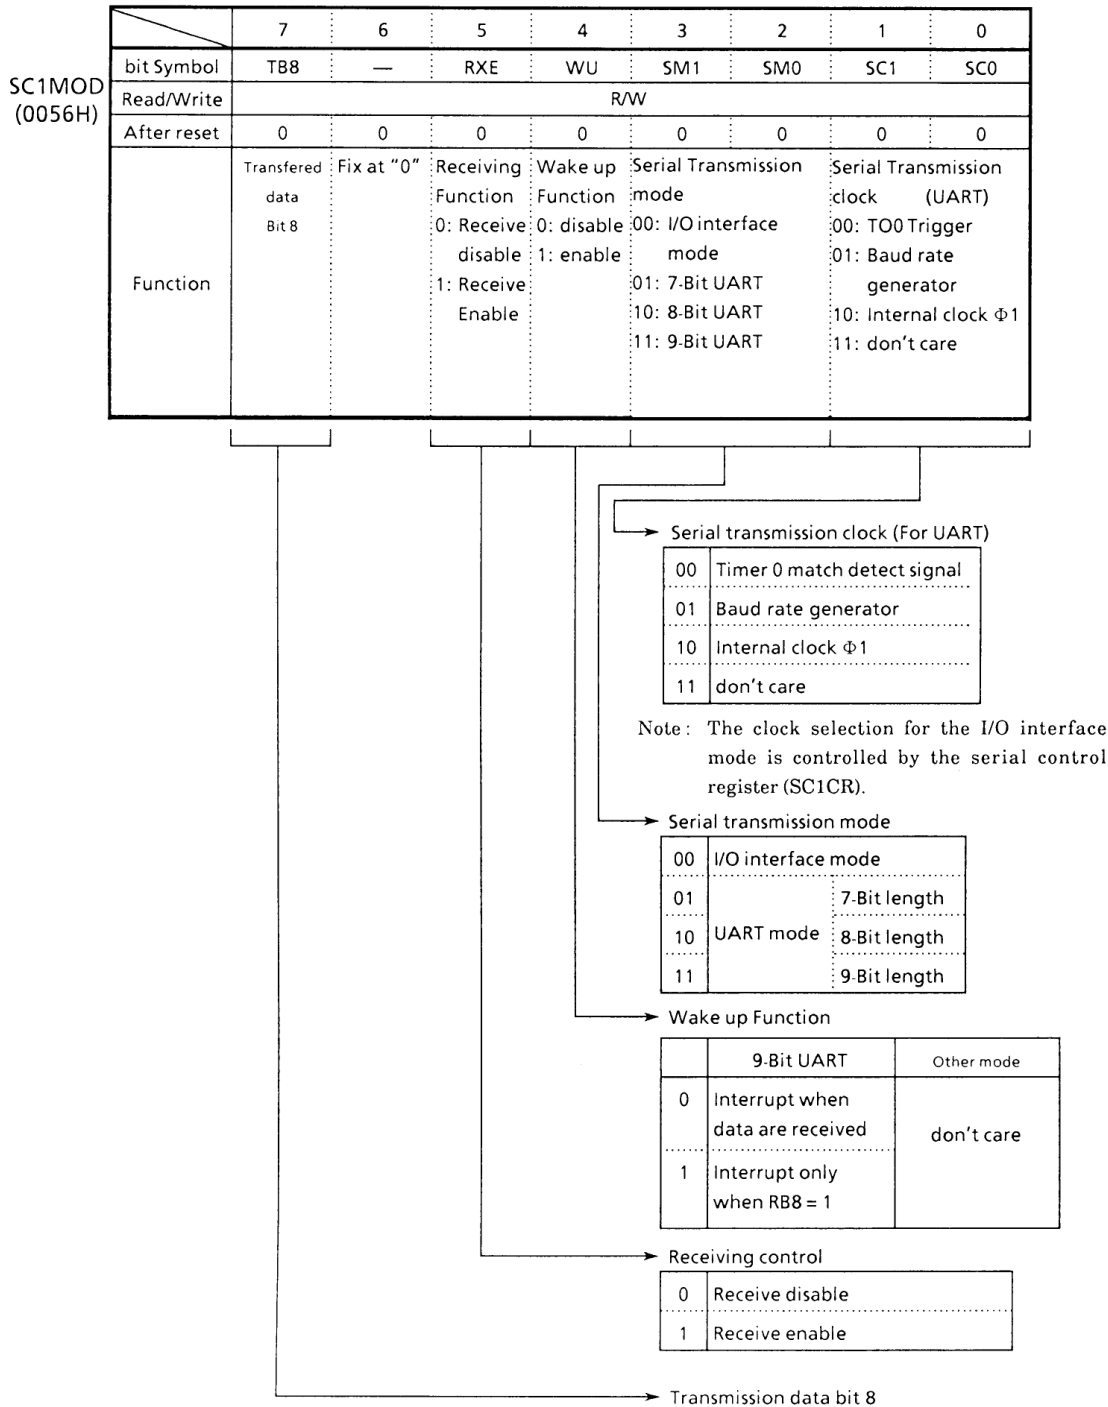 7 6 5 4 3 2 1 0
SC1MOD
(0056H)
bit Symbol TB8 — RXE WU SM1 SM0 SC1 SC0
Read/Write R/W
After reset 0 0 0 0 0 0 0 0
Function
Transfered
data
Bit 8
Fix at "0"
Receiving
Function
0: Receive
disable
1: Receive
Enable
Wake up
Function
0: disable
1: enable
Serial Transmission
mode
00: I/O interface
mode
01: 7-Bit UART
10: 8-Bit UART
11: 9-Bit UART
Serial Transmission
clock (UART)
00: TO0 Trigger
01: Baud rate
generator
10: Internal clock Φ1
11: don't care
Serial transmission clock (For UART)
00 Timer 0 match detect signal
01 Baud rate generator
10 Internal clock Φ1
11 don't care
Note : The clock selection for the I/O interface
mode is controlled by the serial control
register (SC1CR).
Serial transmission mode
00 I/O interface mode
01 7-Bit length
10 UART mode 8-Bit length
11 9-Bit length
Wake up Function
9-Bit UART Other mode
0 Interrupt when
data are received
don't care
1 Interrupt only
when RB8 = 1
Receiving control
0 Receive disable
1 Receive enable
Transmission data bit 8